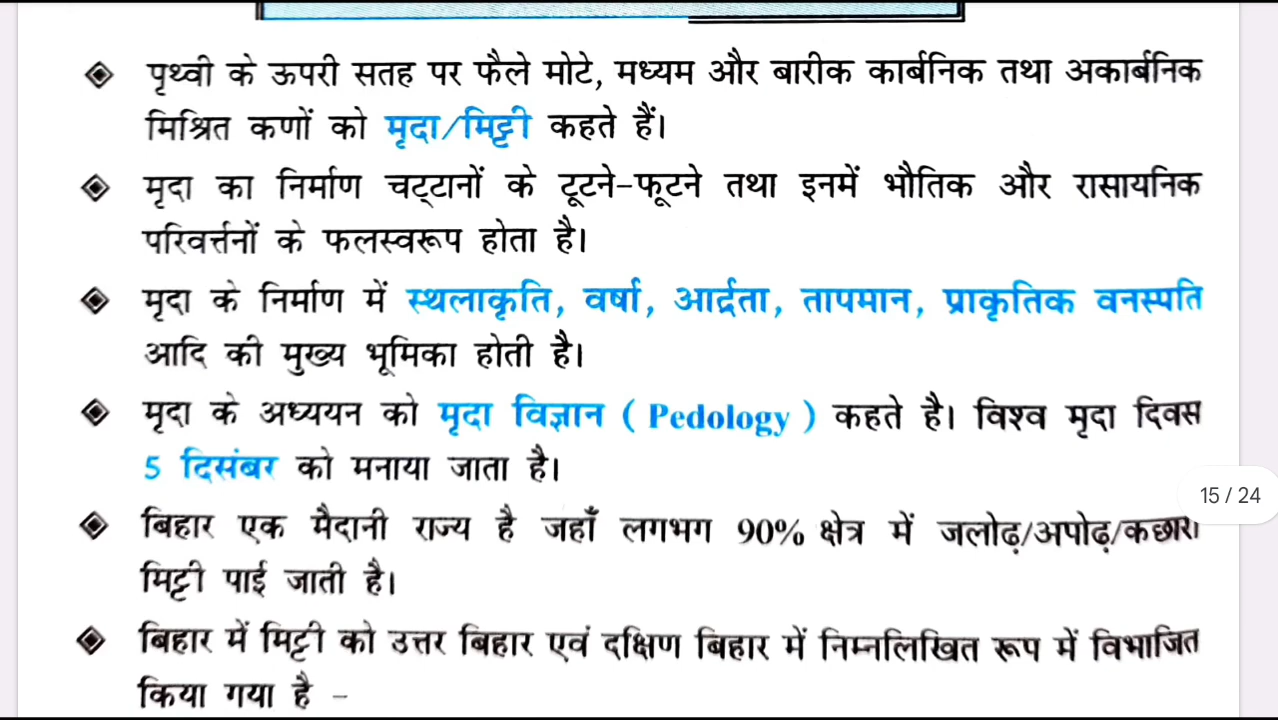 पृथ्वी के ऊपरी सतह पर फैले मोटे, मध्यम और बारीक कार्बनिक तथा अकार्बनिक
मिश्रित कणों को मृदा/मिट्टी कहते हैं।
मृदा का निर्माण चट्टानों के टूटने-फूटने तथा इनमें भौतिक और रासायनिक
परिवर्त्तनों के फलस्वरूप होता है।
मृदा के निर्माण में स्थलाकृति, वर्षा, आर्द्रता, तापमान, प्राकृतिक वनस्पति
आदि की मुख्य भूमिका होती है।
मृदा के अध्ययन को मृदा विज्ञान ( Pedology ) कहते है। विश्व मृदा दिवस
5 दिसंबर को मनाया जाता है।
15 / 24
बिहार एक मैदानी राज्य है जहाँ लगभग 90% क्षेत्र में जलोढ़/अपोढ़/कछारी
मिट्टी पाई जाती है।
बिहार में मिट्टी को उत्तर बिहार एवं दक्षिण बिहार में निम्नलिखित रूप में विभाजित
किया गया है -